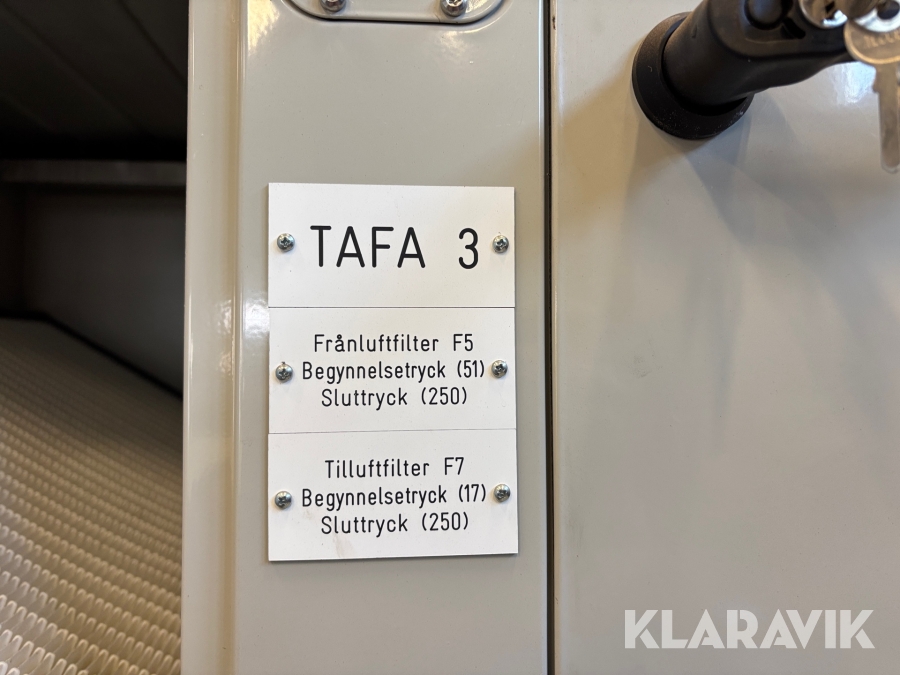 TAFA 3
Frånluftfilter F5
Begynnelsetryck (51)
Sluttryck (250)
Tilluftfilter F7
Begynnelsetryck (17)
Sluttryck (250)
KLARAVIK